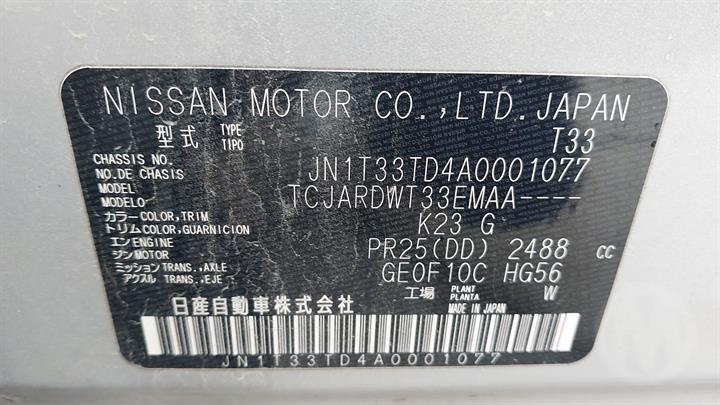 NISSAN MOTOR CO.,LTD.JAPAN
型式 TYPE TIPO T33
CHASSIS NO. NO.DE CHASIS JN1T33TD4A0001077
MODEL MODELO TCJARDWT33EMAA----
カラー COLOR,TRIM トリム COLOR,GUARNICION K23 G
エンジン ENGINE MOTOR PR25(DD) 2488 cc
ミッション TRANS.,AXLE アクスル TRANS.,EJE GE0F10C HG56
工場 PLANT PLANTA W
日産自動車株式会社 MADE IN JAPAN
JN1T33TD4A0001077